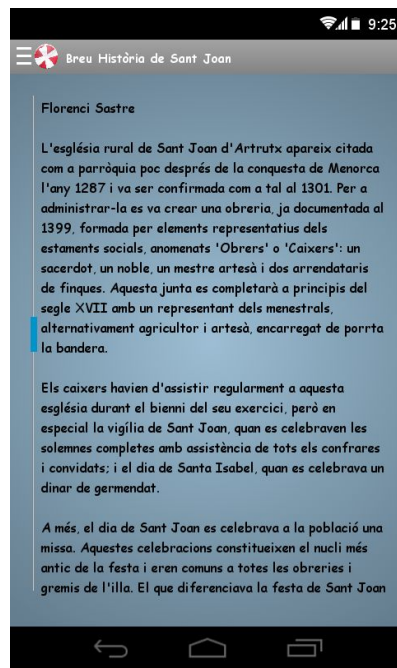 9:25
Breu Història de Sant Joan
Florenci Sastre
L'església rural de Sant Joan d'Artrutx apareix citada
com a parròquia poc després de la conquesta de Menorca
l'any 1287 i va ser confirmada com a tal al 1301. Per a
administrar-la es va crear una obreria, ja documentada al
1399, formada per elements representatius dels
estaments socials, anomenats 'Obrers' o 'Caixers': un
sacerdot, un noble, un mestre artesà i dos arrendataris
de finques. Aquesta junta es completarà a principis del
segle XVII amb un representant dels menestrals,
alternativament agricultor i artesà, encarregat de porrta
la bandera.
Els caixers havien d'assistir regularment a aquesta
església durant el bienni del seu exercici, però en
especial la vigília de Sant Joan, quan es celebraven les
solemnes completes amb assistència de tots els confrares
i convidats; i el dia de Santa Isabel, quan es celebrava un
dinar de germendat.
A més, el dia de Sant Joan es celebrava a la població una
missa. Aquestes celebracions constitueixen el nucli més
antic de la festa i eren comuns a totes les obreries i
gremis de l'illa. El que diferenciava la festa de Sant Joan